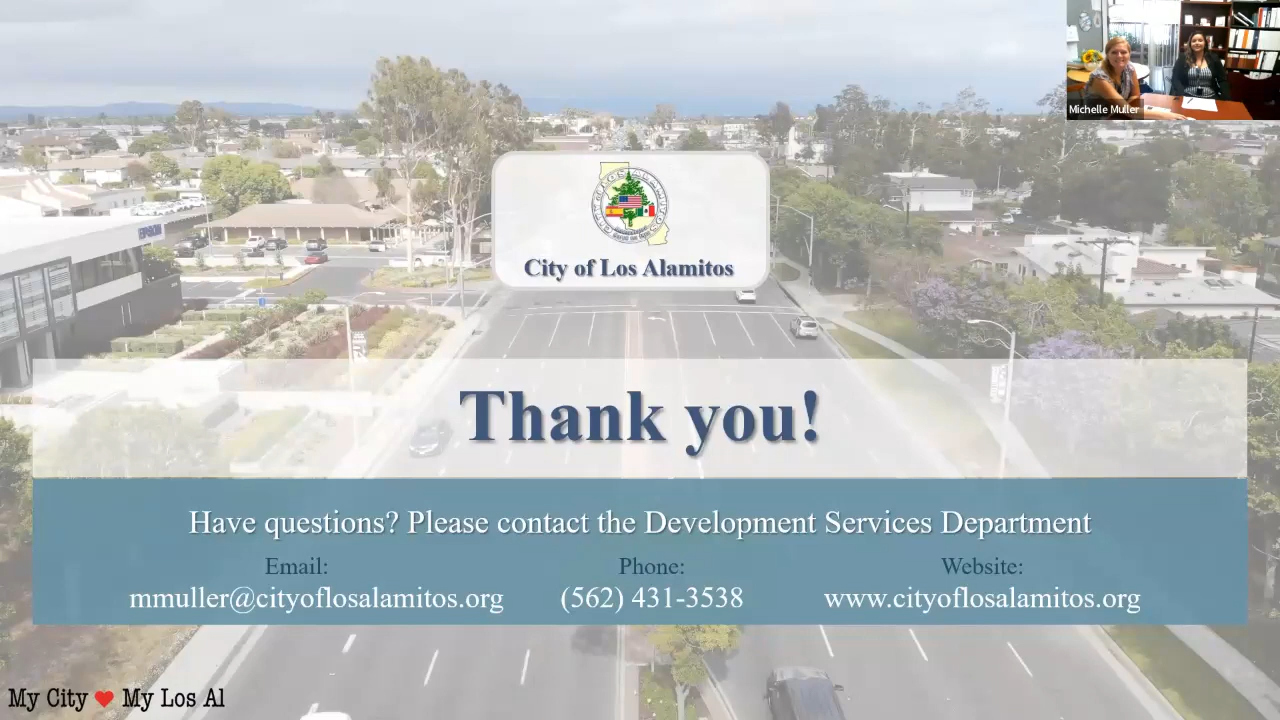 Michelle Muller
City of Los Alamitos
EPSON
Thank you!
Have questions? Please contact the Development Services Department
Email:
Phone:
Website:
mmuller@cityoflosalamitos.org
(562) 431-3538
www.cityoflosalamitos.org
My City ❤ My Los Al